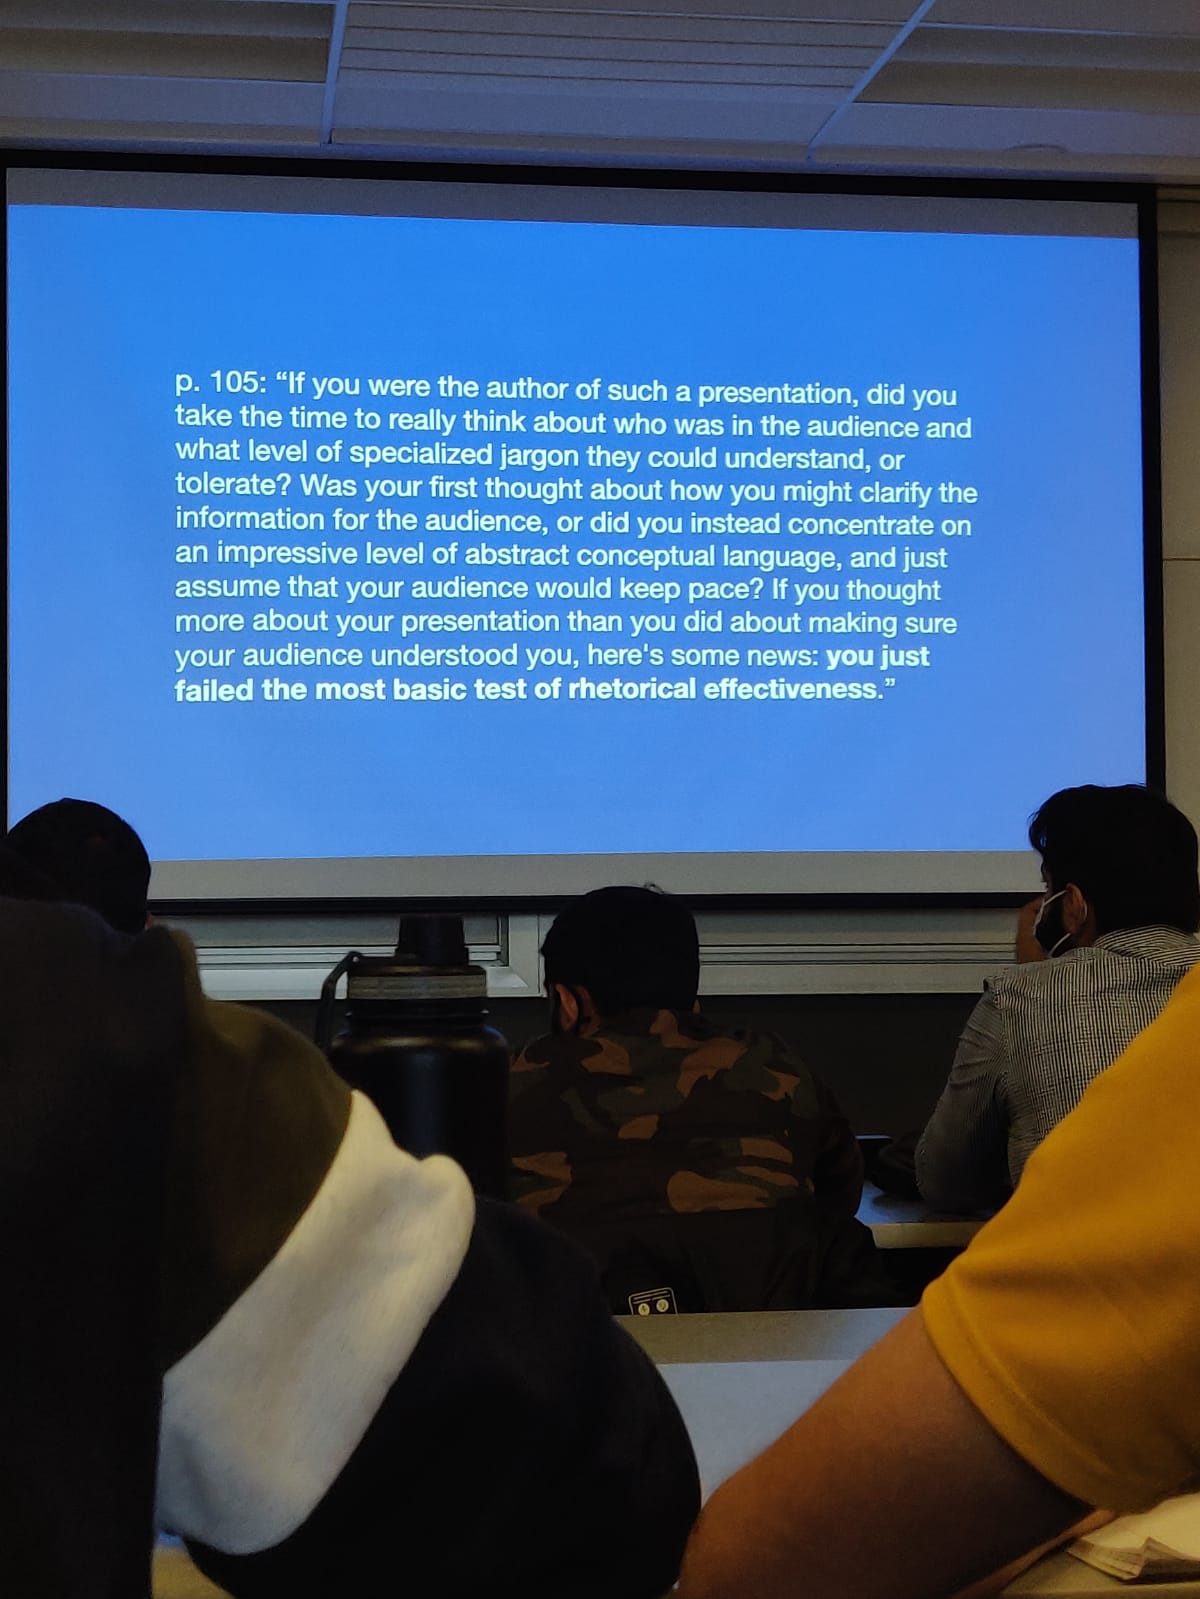 p. 105: “If you were the author of such a presentation, did you
take the time to really think about who was in the audience and
what level of specialized jargon they could understand, or
tolerate? Was your first thought about how you might clarify the
information for the audience, or did you instead concentrate on
an impressive level of abstract conceptual language, and just
assume that your audience would keep pace? If you thought
more about your presentation than you did about making sure
your audience understood you, here's some news: you just
failed the most basic test of rhetorical effectiveness.”